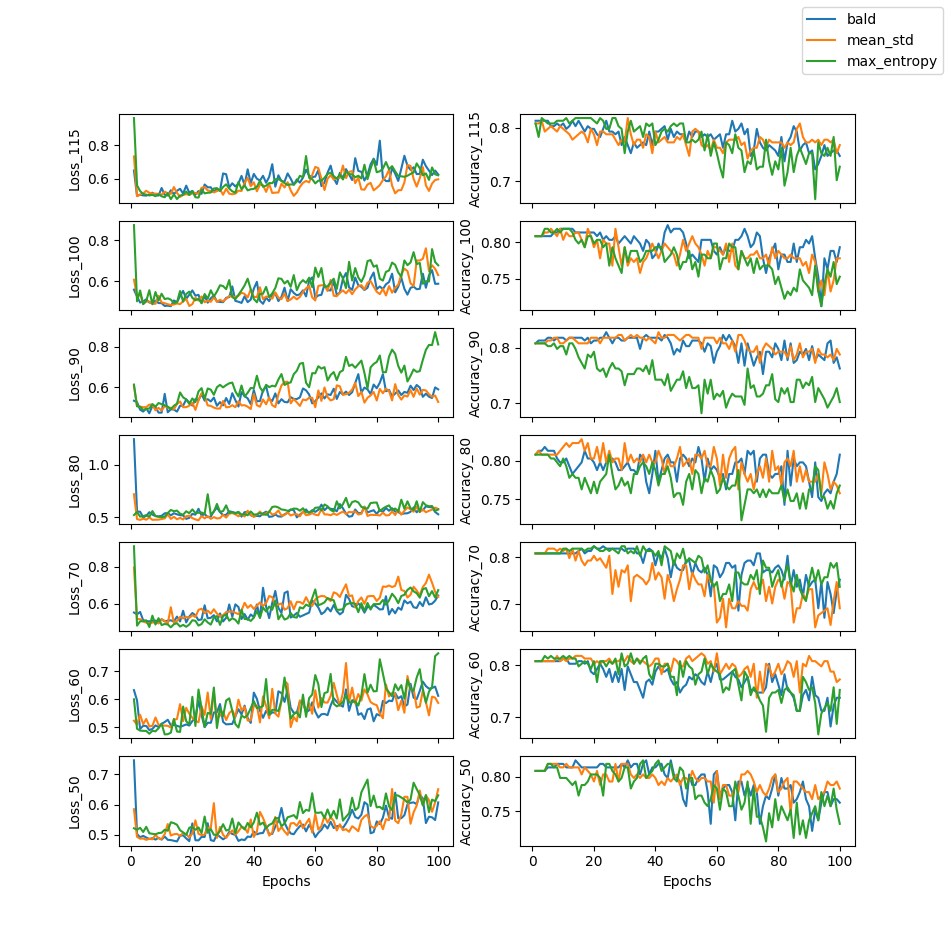 bald
mean_std
max_entropy
Loss_115
0.8
0.6
Accuracy_115
0.8
0.7
Loss_100
0.8
0.6
Accuracy_100
0.80
0.75
Loss_90
0.8
0.6
Accuracy_90
0.8
0.7
Loss_80
1.0
0.5
Accuracy_80
0.80
0.75
Loss_70
0.8
0.6
Accuracy_70
0.8
0.7
Loss_60
0.7
0.6
0.5
Accuracy_60
0.8
0.7
Loss_50
0.7
0.6
0.5
Accuracy_50
0.80
0.75
0 20 40 60 80 100
Epochs
0 20 40 60 80 100
Epochs